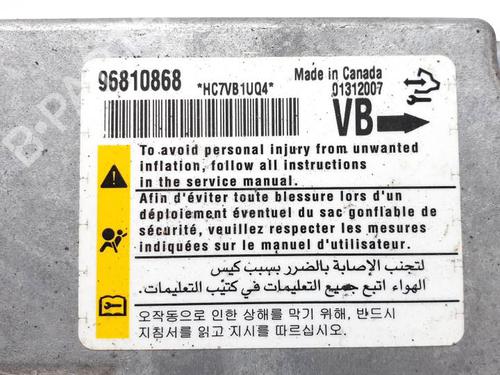 B-PARTS
96810868
*HC7VB1UQ4*
Made in Canada
01312007
VB
To avoid personal injury from unwanted
inflation, follow all instructions
in the service manual.
Afin d'éviter toute blessure lors d'un
déploiement éventuel du sac gonflable de
sécurité, veuillez respecter les mesures
indiquées sur le manuel d'utilisateur.
لتجنب الإصابة بالضرر بسبب كيس
الهواء اتبع جميع التعليمات في كتيّب التعليمات.
오작동으로 인한 상해를 막기 위해, 반드시
지침서를 읽고 지시를 따르십시오.